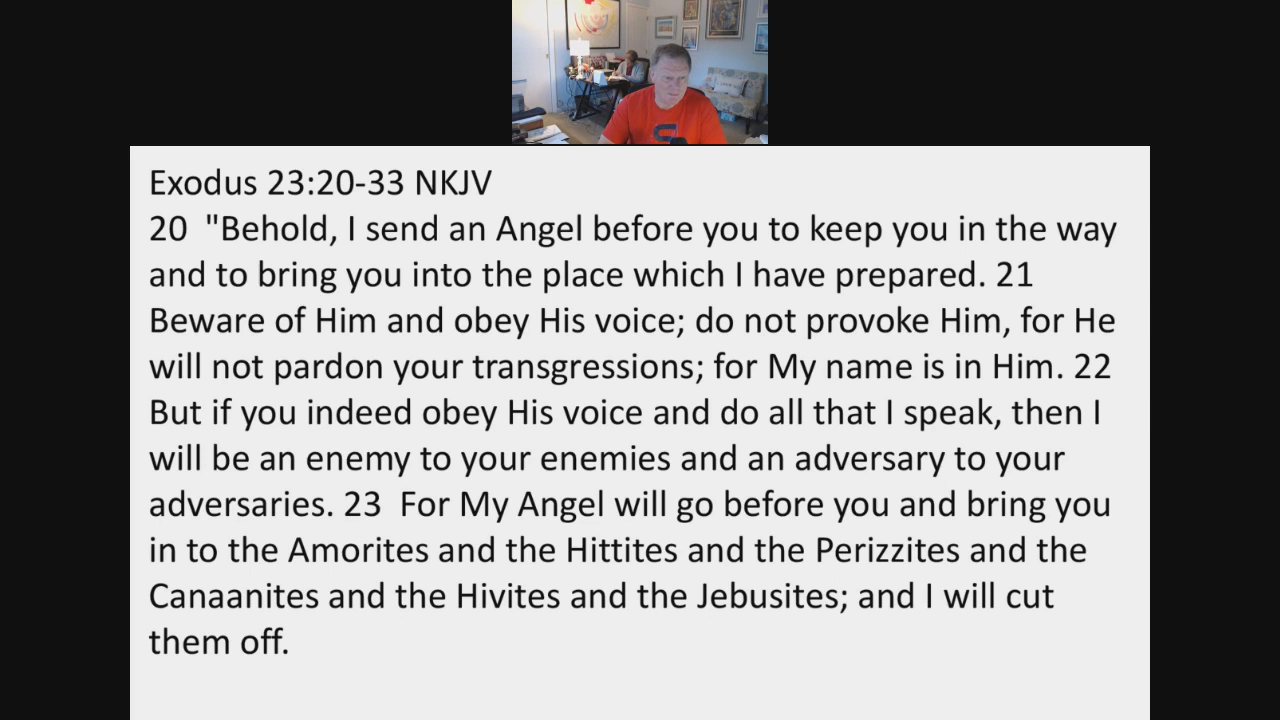 Exodus 23:20-33 NKJV
20  "Behold, I send an Angel before you to keep you in the way
and to bring you into the place which I have prepared. 21
Beware of Him and obey His voice; do not provoke Him, for He
will not pardon your transgressions; for My name is in Him. 22
But if you indeed obey His voice and do all that I speak, then I
will be an enemy to your enemies and an adversary to your
adversaries. 23  For My Angel will go before you and bring you
in to the Amorites and the Hittites and the Perizzites and the
Canaanites and the Hivites and the Jebusites; and I will cut
them off.